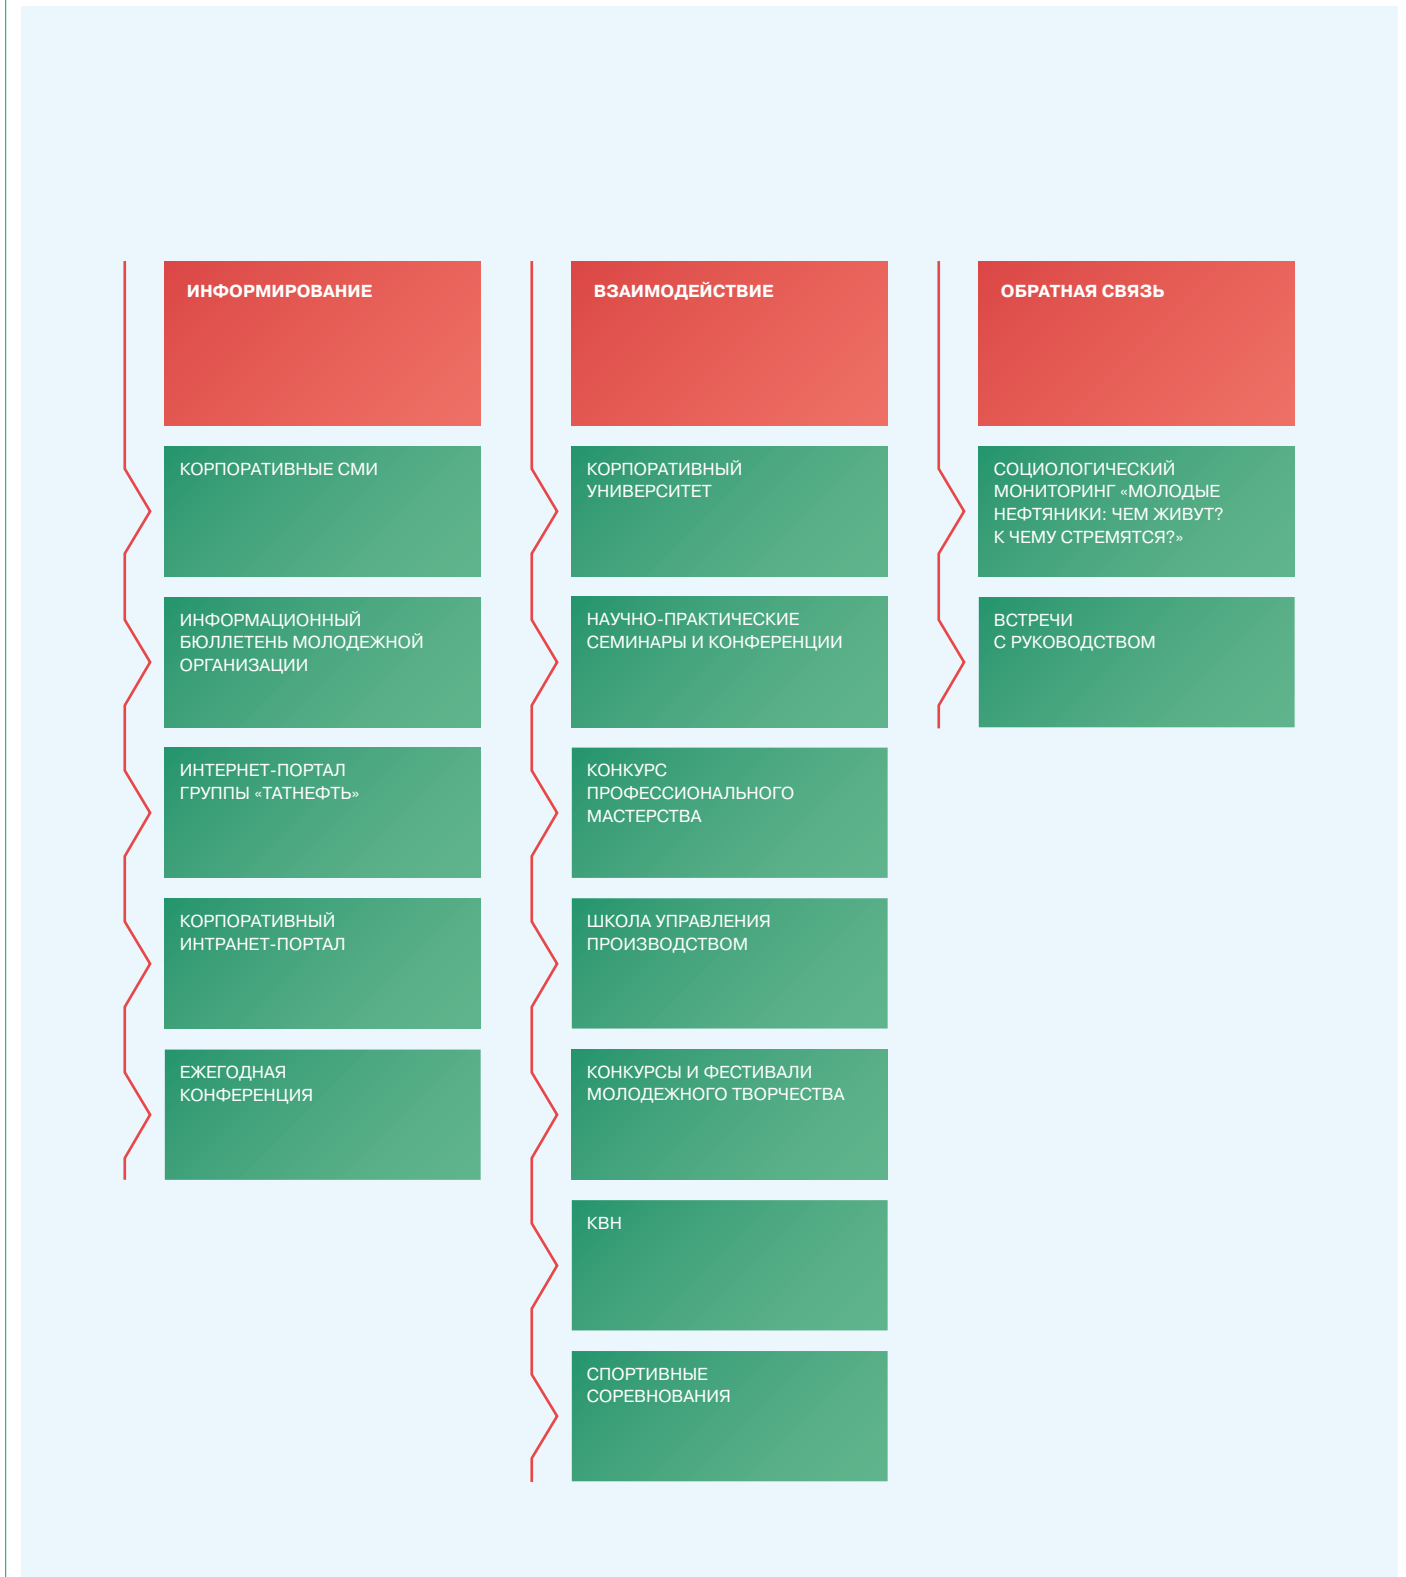 ИНФОРМИРОВАНИЕ
КОРПОРАТИВНЫЕ СМИ
ИНФОРМАЦИОННЫЙ
БЮЛЛЕТЕНЬ МОЛОДЕЖНОЙ
ОРГАНИЗАЦИИ
ИНТЕРНЕТ-ПОРТАЛ
ГРУППЫ «ТАТНЕФТЬ»
КОРПОРАТИВНЫЙ
ИНТРАНЕТ-ПОРТАЛ
ЕЖЕГОДНАЯ
КОНФЕРЕНЦИЯ
ВЗАИМОДЕЙСТВИЕ
КОРПОРАТИВНЫЙ
УНИВЕРСИТЕТ
НАУЧНО-ПРАКТИЧЕСКИЕ
СЕМИНАРЫ И КОНФЕРЕНЦИИ
КОНКУРС
ПРОФЕССИОНАЛЬНОГО
МАСТЕРСТВА
ШКОЛА УПРАВЛЕНИЯ
ПРОИЗВОДСТВОМ
КОНКУРСЫ И ФЕСТИВАЛИ
МОЛОДЕЖНОГО ТВОРЧЕСТВА
КВН
СПОРТИВНЫЕ
СОРЕВНОВАНИЯ
ОБРАТНАЯ СВЯЗЬ
СОЦИОЛОГИЧЕСКИЙ
МОНИТОРИНГ «МОЛОДЫЕ
НЕФТЯНИКИ: ЧЕМ ЖИВУТ?
К ЧЕМУ СТРЕМЯТСЯ?»
ВСТРЕЧИ
С РУКОВОДСТВОМ